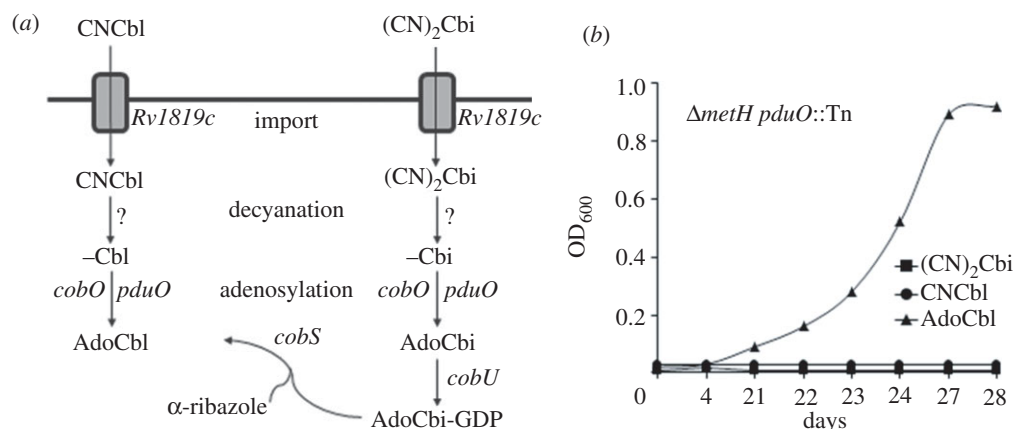 (a)
CNCbl
(CN)2Cbi
Rv1819c
import
Rv1819c
CNCbl
(CN)2Cbi
?
decyanation
?
–Cbl
–Cbi
cobO
pduO
adenosylation
cobO
pduO
AdoCbl
cobS
AdoCbi
cobU
α-ribazole
AdoCbi-GDP
(b)
ΔmetH pduO::Tn
OD600
1.0
0.8
0.6
0.4
0.2
0
4
21
22
23
24
27
28
days
(CN)2Cbi
CNCbl
AdoCbl